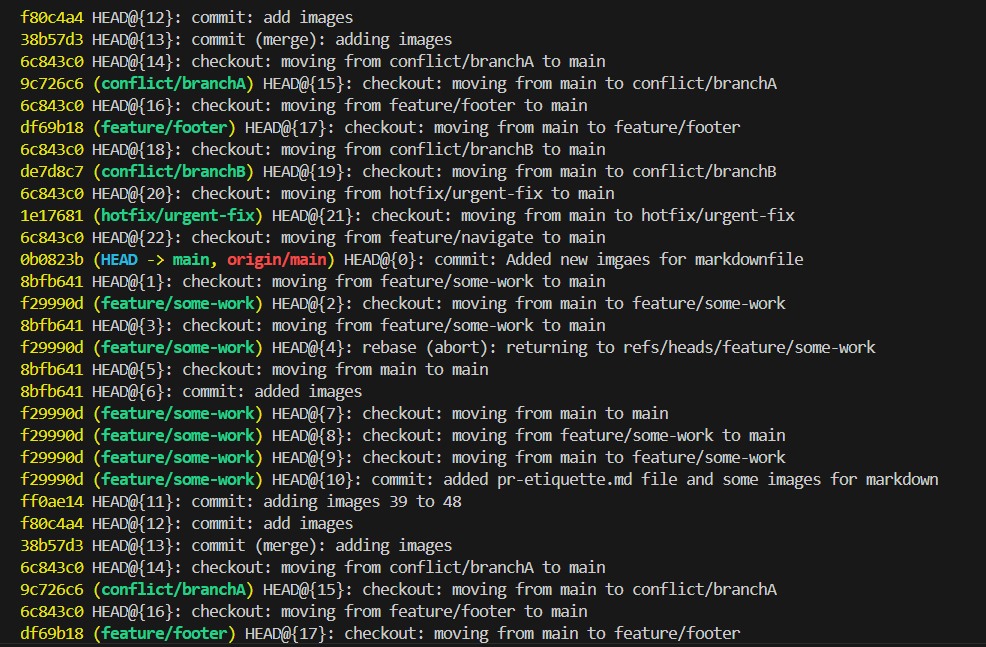 f80c4a4 HEAD@{12}: commit: add images
38b57d3 HEAD@{13}: commit (merge): adding images
6c843c0 HEAD@{14}: checkout: moving from conflict/branchA to main
9c726c6 (conflict/branchA) HEAD@{15}: checkout: moving from main to conflict/branchA
6c843c0 HEAD@{16}: checkout: moving from feature/footer to main
df69b18 (feature/footer) HEAD@{17}: checkout: moving from main to feature/footer
6c843c0 HEAD@{18}: checkout: moving from conflict/branchB to main
de7d8c7 (conflict/branchB) HEAD@{19}: checkout: moving from main to conflict/branchB
6c843c0 HEAD@{20}: checkout: moving from hotfix/urgent-fix to main
1e17681 (hotfix/urgent-fix) HEAD@{21}: checkout: moving from main to hotfix/urgent-fix
6c843c0 HEAD@{22}: checkout: moving from feature/navigate to main
0b0823b (HEAD -> main, origin/main) HEAD@{0}: commit: Added new imgaes for markdownfile
8bfb641 HEAD@{1}: checkout: moving from feature/some-work to main
f29990d (feature/some-work) HEAD@{2}: checkout: moving from main to feature/some-work
8bfb641 HEAD@{3}: checkout: moving from feature/some-work to main
f29990d (feature/some-work) HEAD@{4}: rebase (abort): returning to refs/heads/feature/some-work
8bfb641 HEAD@{5}: checkout: moving from main to main
8bfb641 HEAD@{6}: commit: added images
f29990d (feature/some-work) HEAD@{7}: checkout: moving from main to main
f29990d (feature/some-work) HEAD@{8}: checkout: moving from feature/some-work to main
f29990d (feature/some-work) HEAD@{9}: checkout: moving from main to feature/some-work
f29990d (feature/some-work) HEAD@{10}: commit: added pr-etiquette.md file and some images for markdown
ff0ae14 HEAD@{11}: commit: adding images 39 to 48
f80c4a4 HEAD@{12}: commit: add images
38b57d3 HEAD@{13}: commit (merge): adding images
6c843c0 HEAD@{14}: checkout: moving from conflict/branchA to main
9c726c6 (conflict/branchA) HEAD@{15}: checkout: moving from main to conflict/branchA
6c843c0 HEAD@{16}: checkout: moving from feature/footer to main
df69b18 (feature/footer) HEAD@{17}: checkout: moving from main to feature/footer